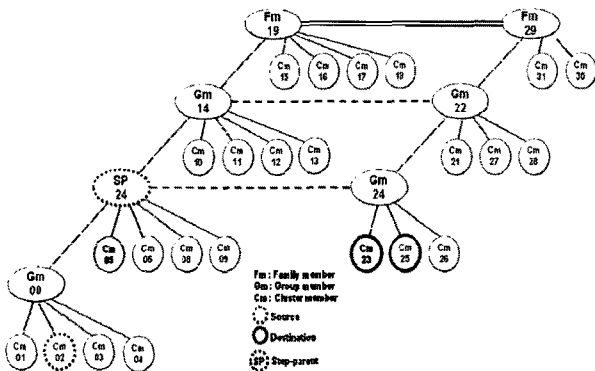 Fm
19
Fm
29
Cm
15
Cm
16
Cm
17
Cm
18
Cm
31
Cm
30
Gm
14
Gm
22
Cm
10
Cm
11
Cm
12
Cm
13
Cm
21
Cm
27
Cm
28
SP
24
Gm
24
Cm
05
Cm
06
Cm
08
Cm
09
Cm
23
Cm
25
Cm
26
Gm
00
Fm : Family member
Gm : Group member
Cm : Cluster member
Source
Destination
SP Step-parent
Cm
01
Cm
02
Cm
03
Cm
04